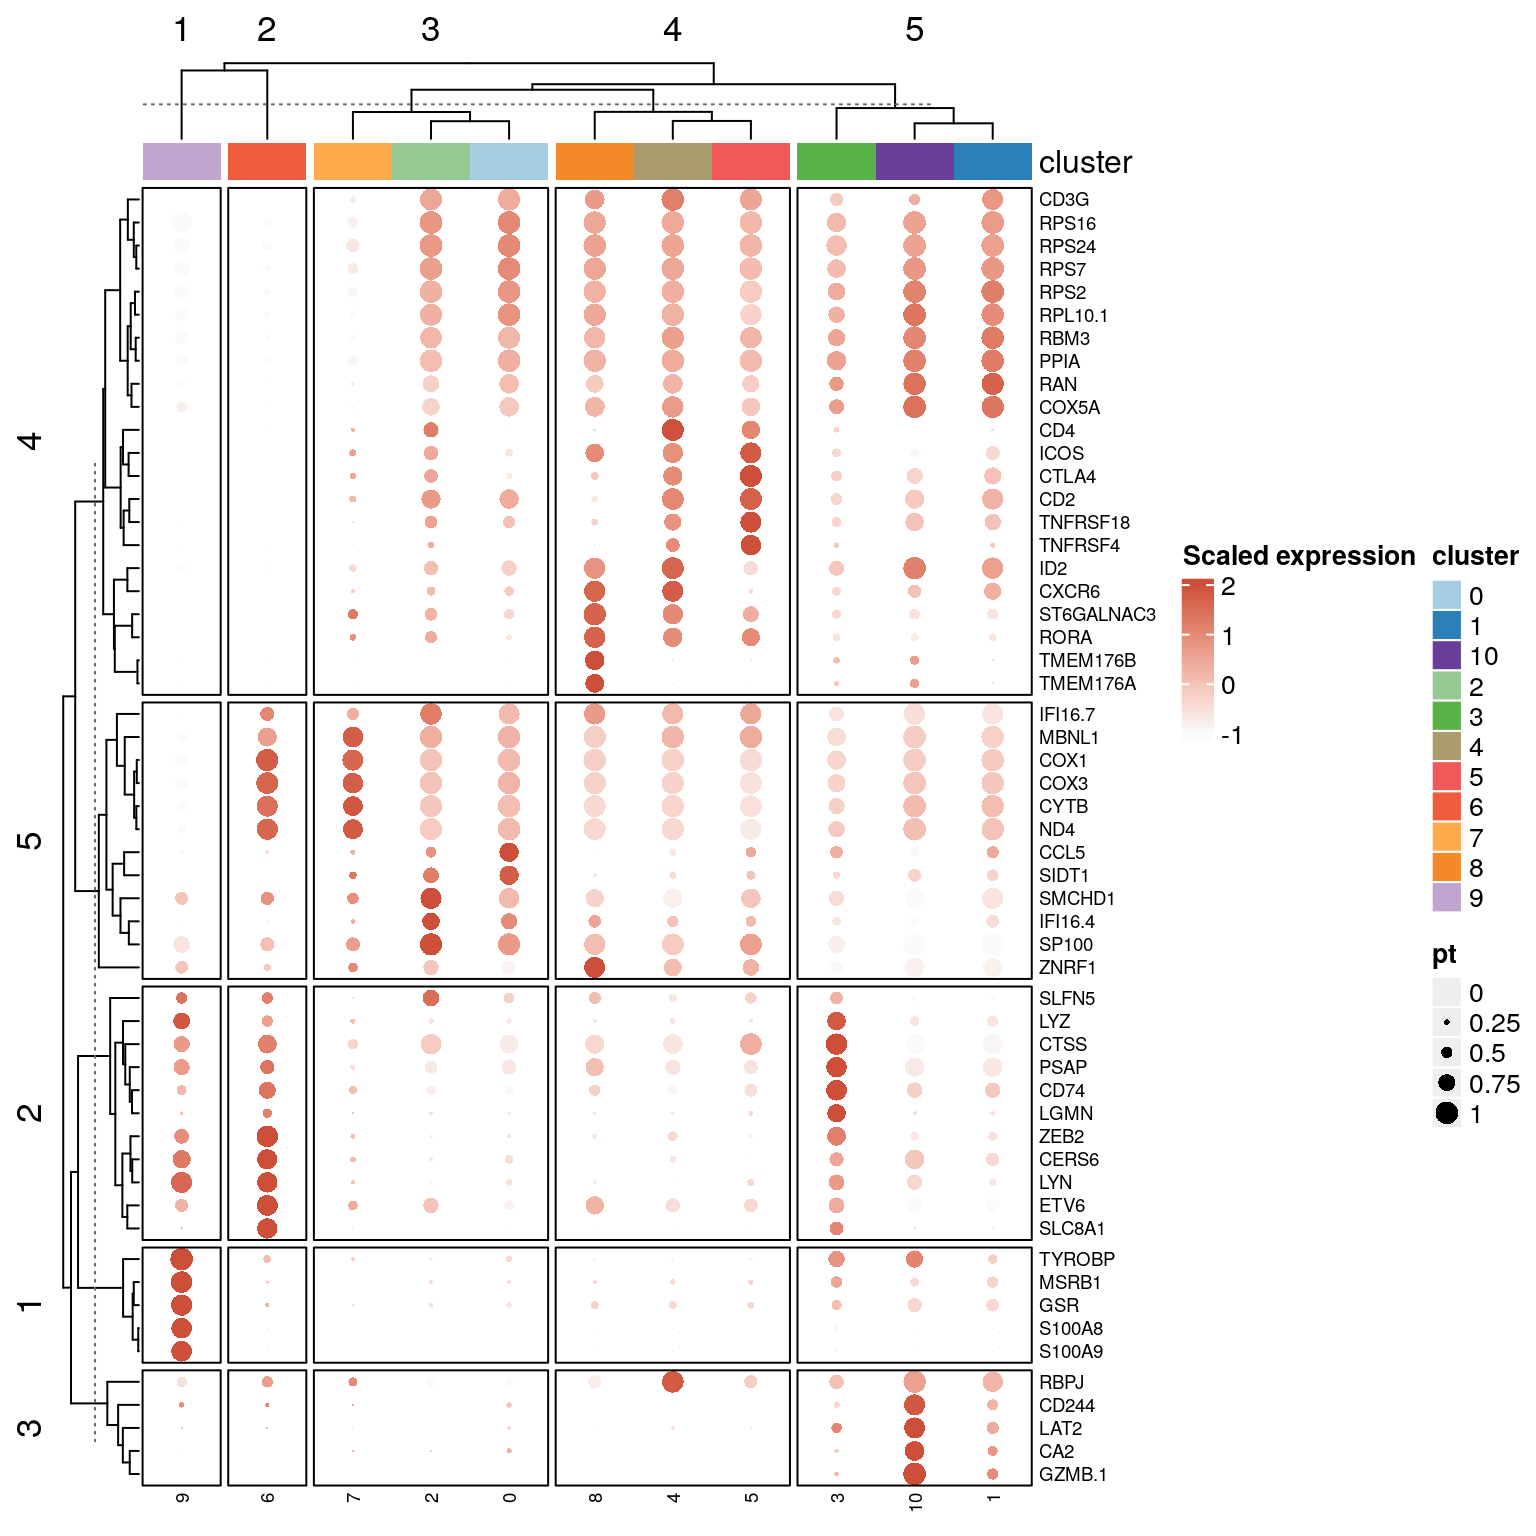 1 2 3 4 5
cluster
4
CD3G
RPS16
RPS24
RPS7
RPS2
RPL10.1
RBM3
PPIA
RAN
COX5A
CD4
ICOS
CTLA4
CD2
TNFRSF18
TNFRSF4
ID2
CXCR6
ST6GALNAC3
RORA
TMEM176B
TMEM176A
5
IFI16.7
MBNL1
COX1
COX3
CYTB
ND4
CCL5
SIDT1
SMCHD1
IFI16.4
SP100
ZNRF1
2
SLFN5
LYZ
CTSS
PSAP
CD74
LGMN
ZEB2
CERS6
LYN
ETV6
SLC8A1
1
TYROBP
MSRB1
GSR
S100A8
S100A9
3
RBPJ
CD244
LAT2
CA2
GZMB.1
9 6 7 2 0 8 4 5 3 10 1
Scaled expression
2
1
0
-1
cluster
0
1
10
2
3
4
5
6
7
8
9
pt
0
0.25
0.5
0.75
1